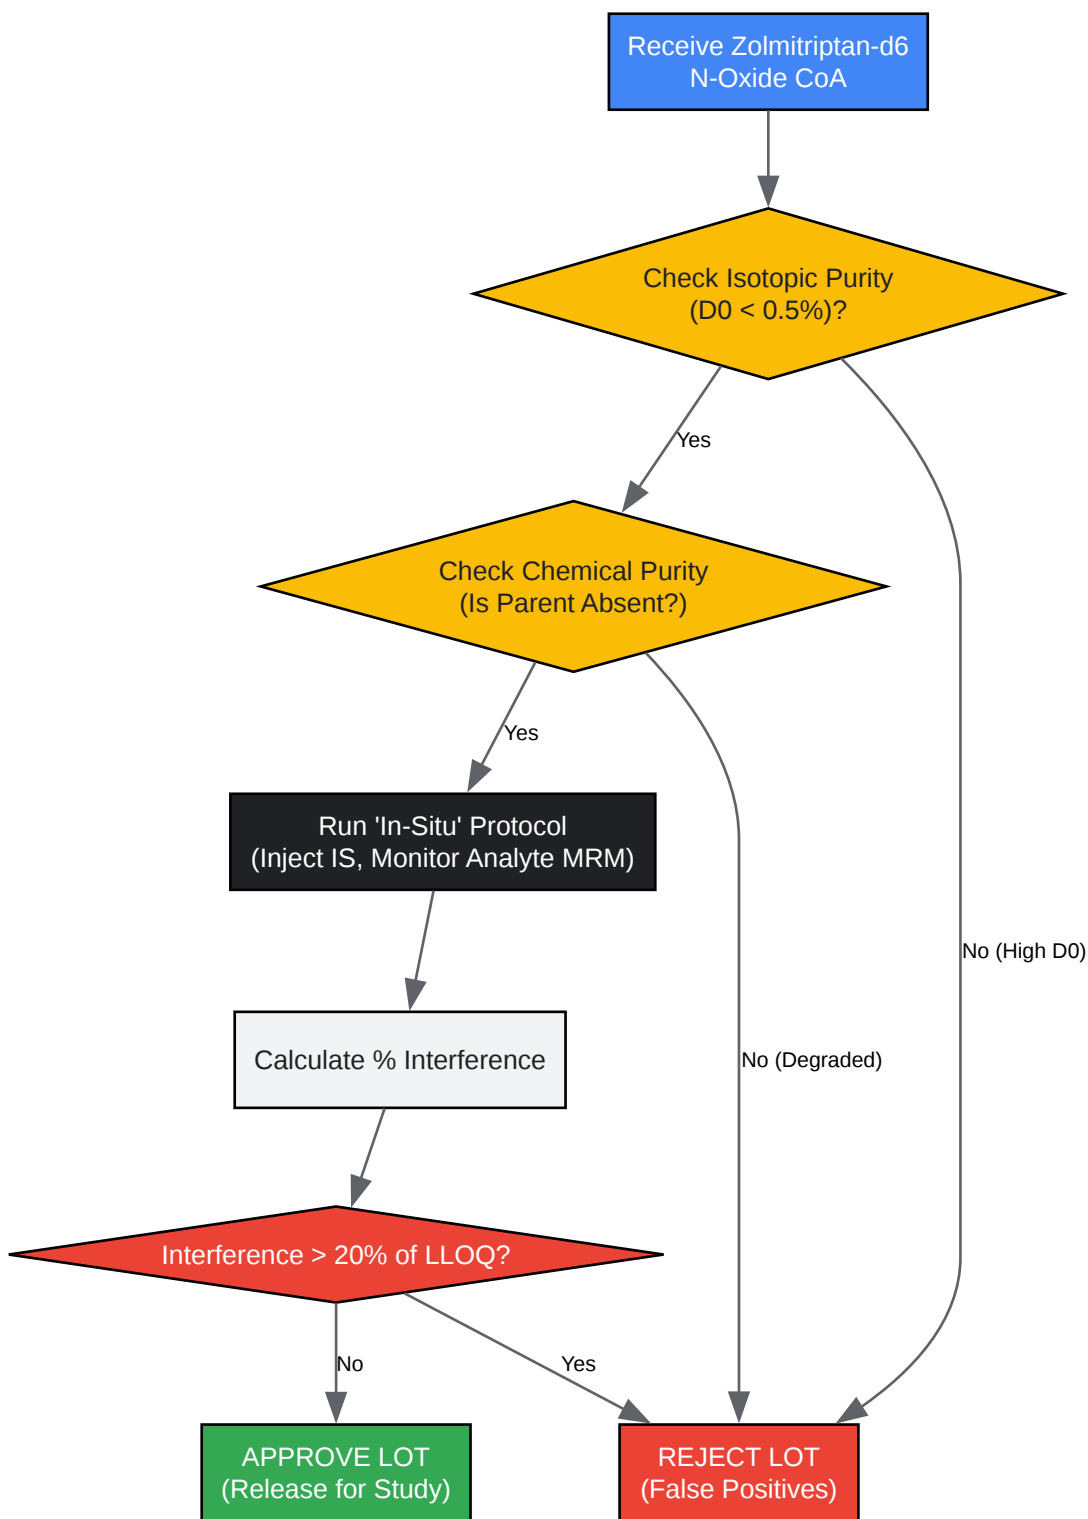 Receive Zolmitriptan-d6
N-Oxide CoA
Check Isotopic Purity
(D0 < 0.5%)?
Yes
Check Chemical Purity
(Is Parent Absent?)
Yes
Run 'In-Situ' Protocol
(Inject IS, Monitor Analyte MRM)
No (High D0)
Calculate % Interference
No (Degraded)
Interference > 20% of LLOQ?
No
Yes
APPROVE LOT
(Release for Study)
REJECT LOT
(False Positives)